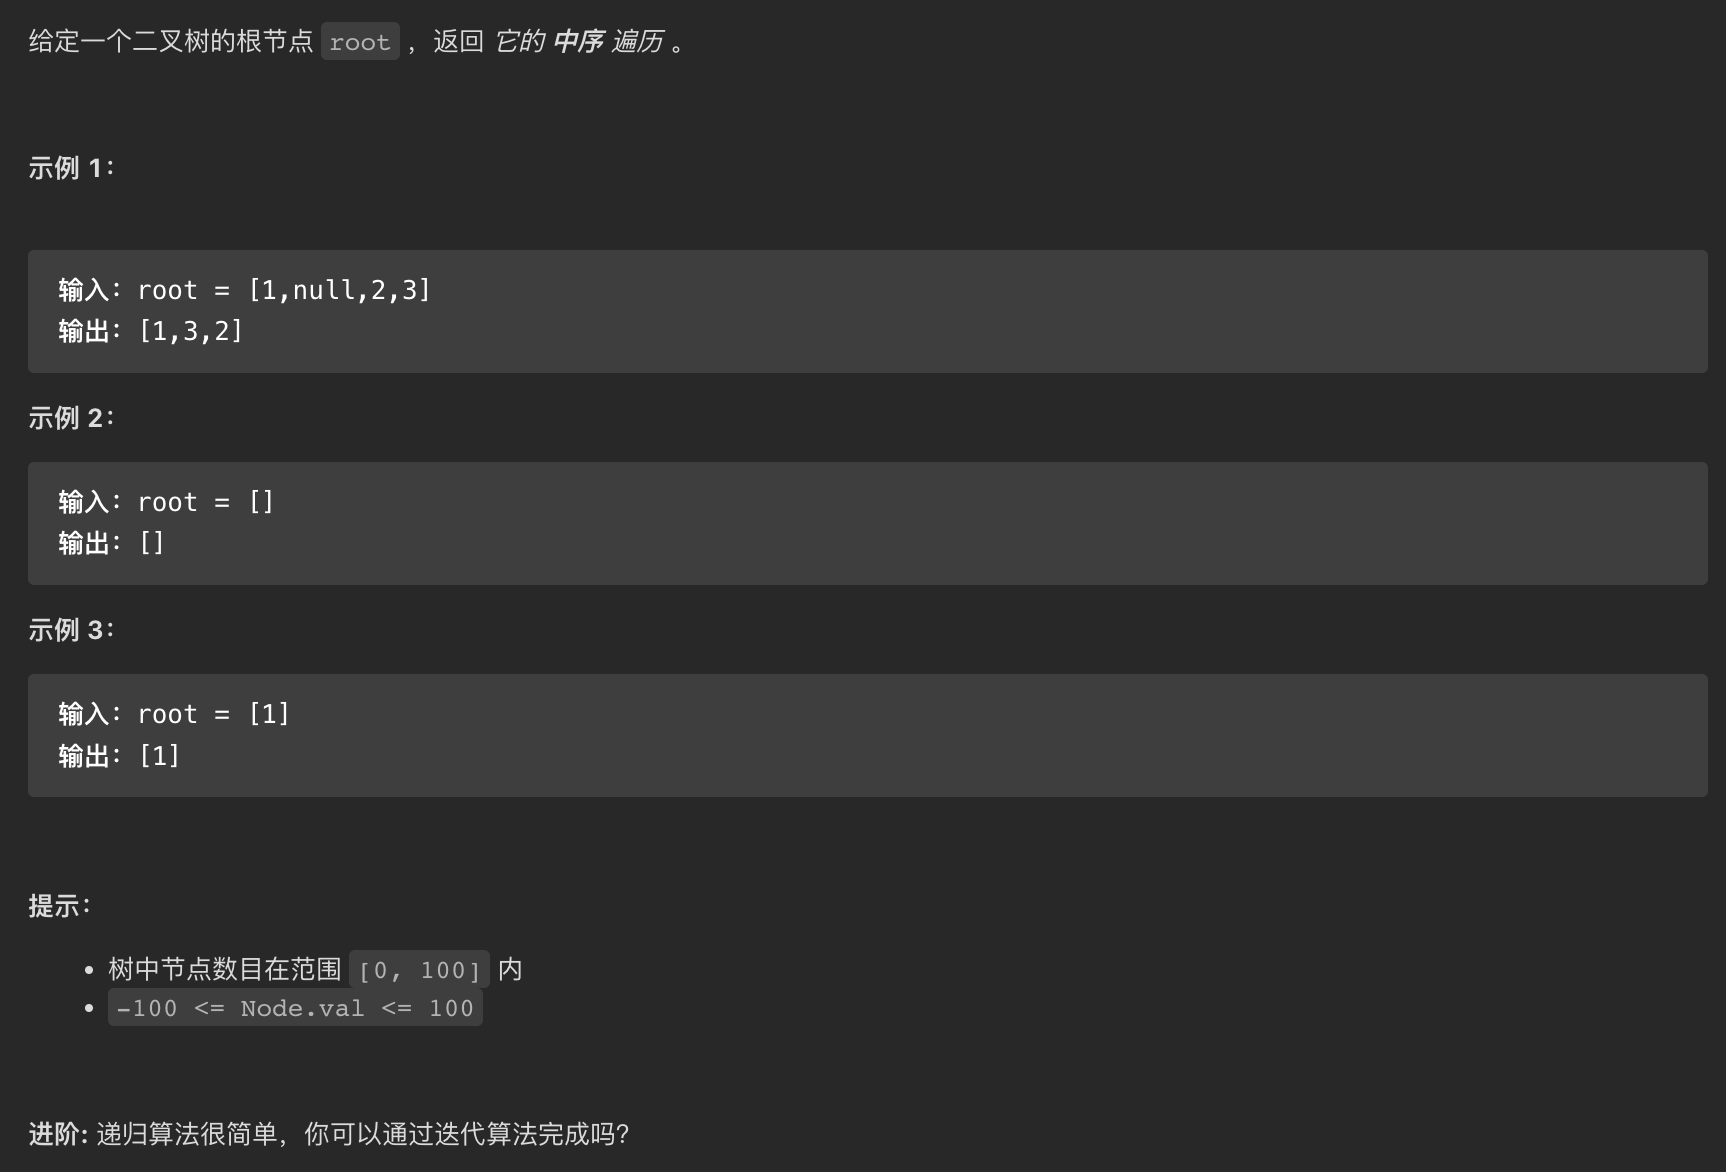 给定一个二叉树的根节点 root ，返回 它的 中序 遍历 。
示例 1：
输入：root = [1,null,2,3]
输出：[1,3,2]
示例 2：
输入：root = []
输出：[]
示例 3：
输入：root = [1]
输出：[1]
提示：
• 树中节点数目在范围 [0, 100] 内
• -100 <= Node.val <= 100
进阶: 递归算法很简单，你可以通过迭代算法完成吗？